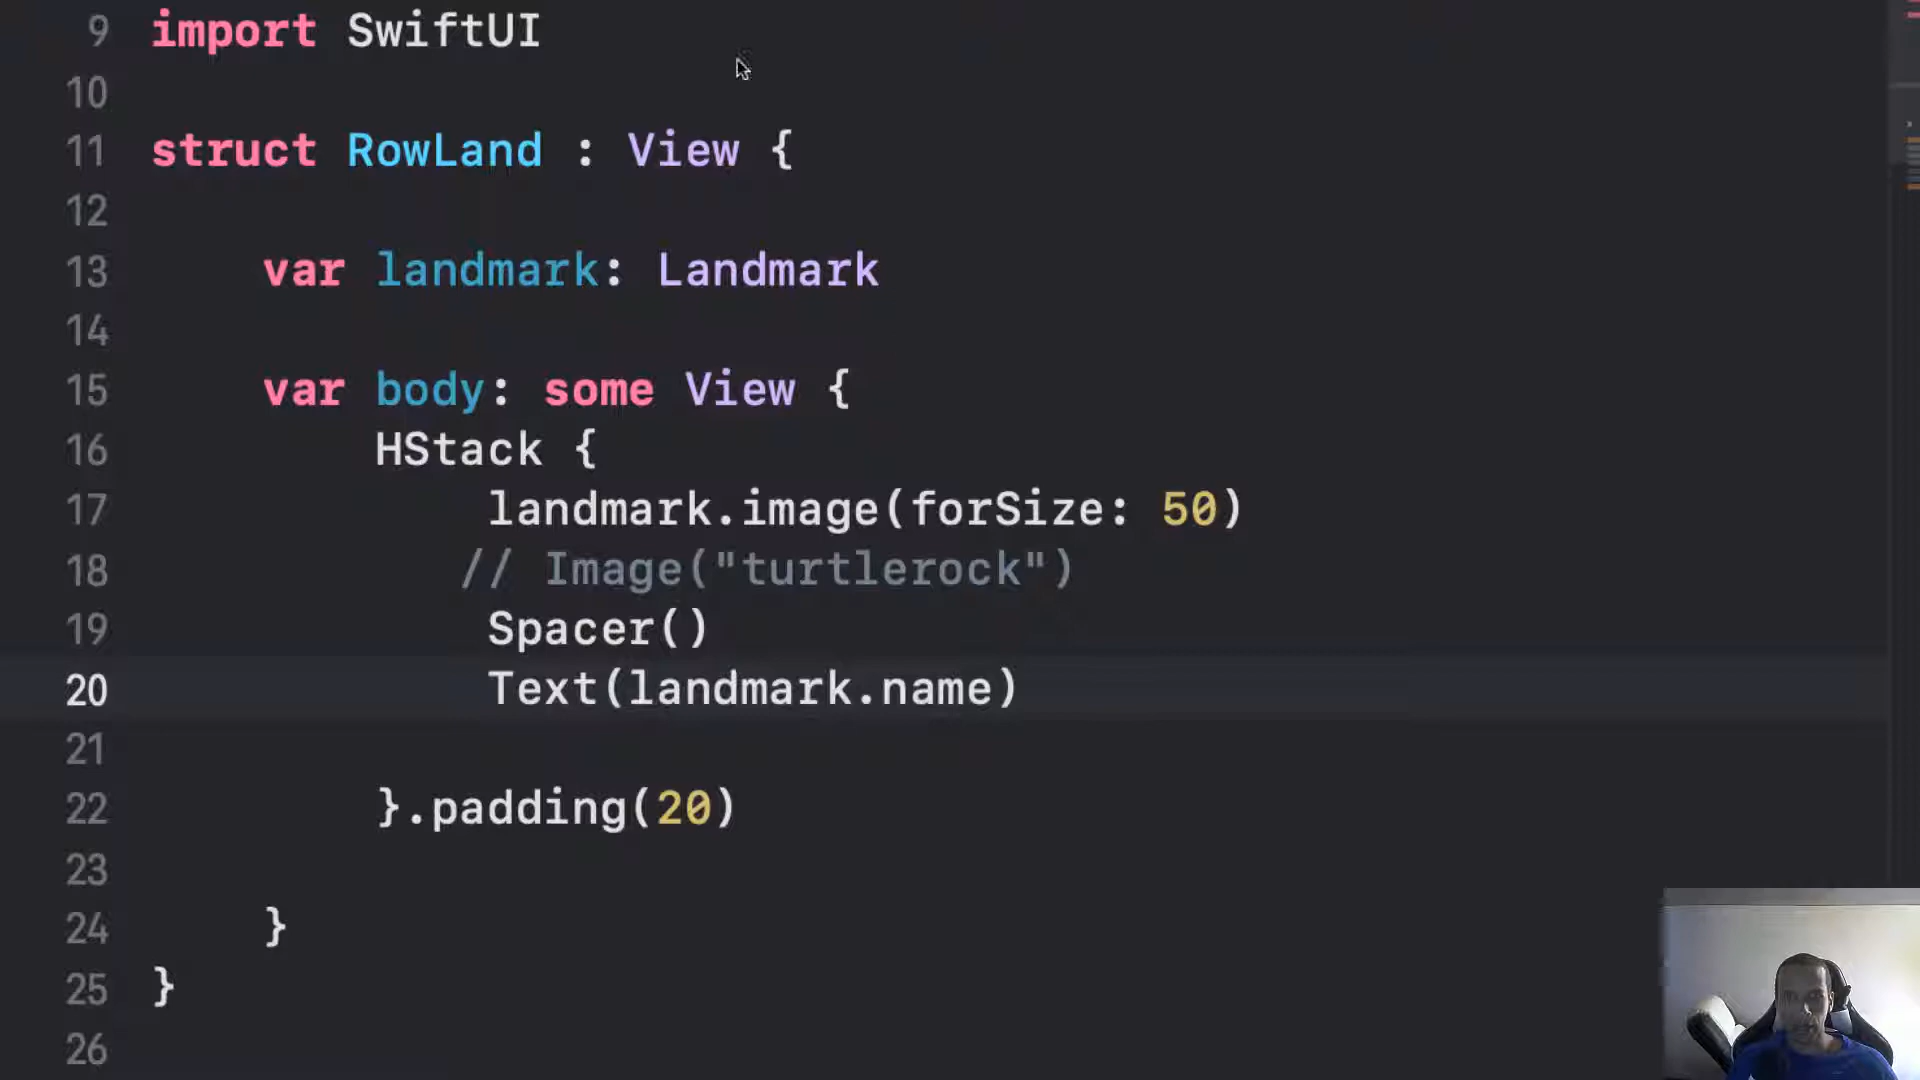 9 import SwiftUI
10
11 struct RowLand : View {
12
13 var landmark: Landmark
14
15 var body: some View {
16 HStack {
17 landmark.image(forSize: 50)
18 // Image("turtlerock")
19 Spacer()
20 Text(landmark.name)
21
22 }.padding(20)
23
24 }
25 }
26